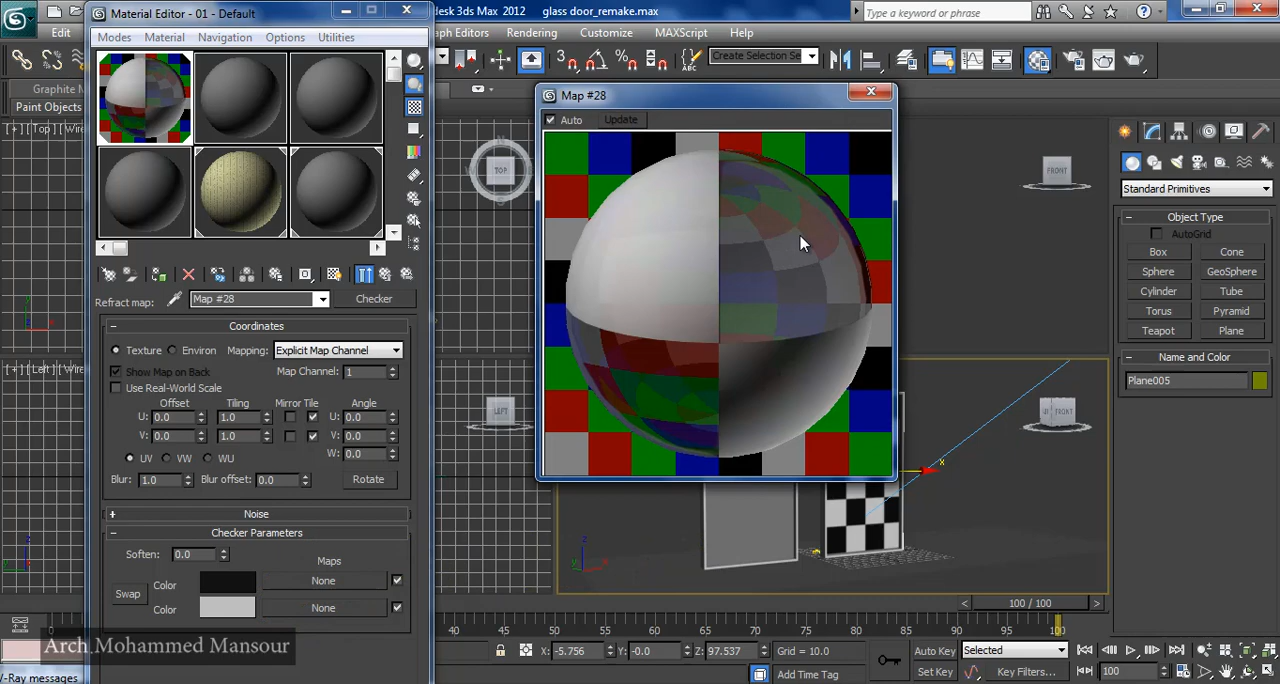 Material Editor - 01 - Default
desk 3ds Max 2012
glass door_remake.max
Type a keyword or phrase
Edit
Modes
Material
Navigation
Options
Utilities
ph Editors
Rendering
Customize
MAXScript
Help
Create Selection Se
Graphite M
Paint Objects
Map #28
Auto
Update
[+] Top [Wire
TOP
FRONT
Standard Primitives
Object Type
AutoGrid
Box
Cone
Sphere
GeoSphere
Cylinder
Tube
Torus
Pyramid
Teapot
Plane
Name and Color
Plane005
Refract map:
Map #28
Checker
Coordinates
Texture
Environ
Mapping:
Explicit Map Channel
Show Map on Back
Map Channel:
1
Use Real-World Scale
Offset
Tiling
Mirror Tile
Angle
U:
0.0
1.0
U:
0.0
V:
0.0
1.0
V:
0.0
W:
0.0
UV
VW
WU
Blur:
1.0
Blur offset:
0.0
Rotate
Noise
Checker Parameters
Soften:
0.0
Maps
Swap
Color
None
Color
None
[+] Left [Wire
LEFT
FRONT
x
z
100 / 100
0
40
45
50
55
60
65
70
75
80
85
90
95
100
Arch.Mohammed Mansour
X:
-5.756
Y:
-0.0
Z:
97.537
Grid = 10.0
Add Time Tag
Auto Key
Selected
Set Key
Key Filters...
100
V-Ray messages